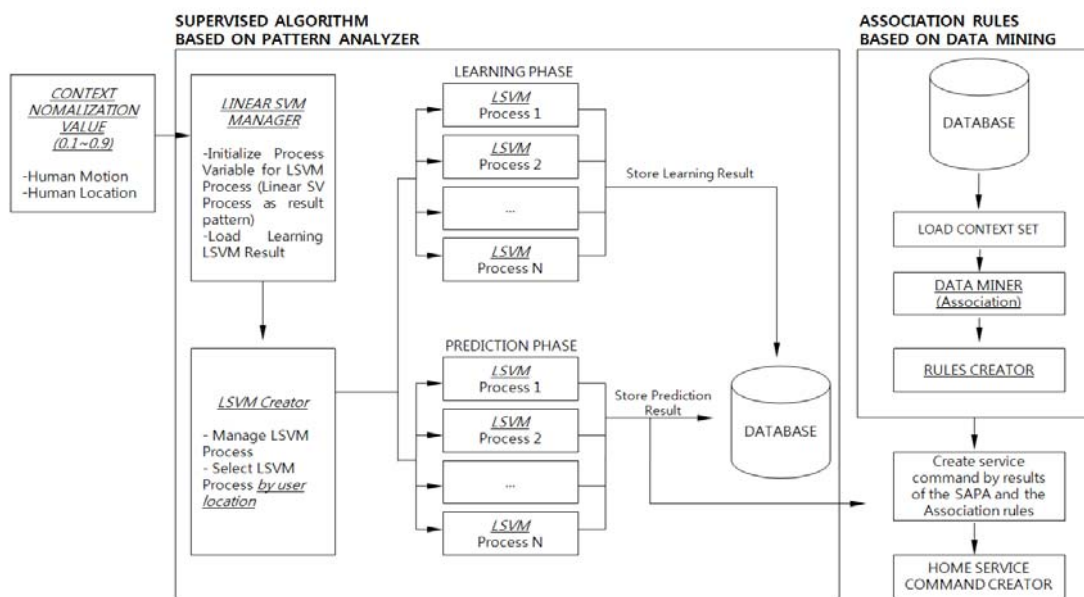 SUPERVISED ALGORITHM
BASED ON PATTERN ANALYZER
ASSOCIATION RULES
BASED ON DATA MINING
CONTEXT
NOMALIZATION
VALUE
(0.1~0.9)
-Human Motion
-Human Location
LINEAR SVM
MANAGER
-Initialize Process
Variable for LSVM
Process (Linear SV
Process as result
pattern)
-Load Learning
LSVM Result
LSVM Creator
- Manage LSVM
Process
- Select LSVM
Process by user
location
LEARNING PHASE
LSVM
Process 1
LSVM
Process 2
...
LSVM
Process N
Store Learning Result
PREDICTION PHASE
LSVM
Process 1
LSVM
Process 2
...
LSVM
Process N
Store Prediction
Result
DATABASE
DATABASE
LOAD CONTEXT SET
DATA MINER
(Association)
RULES CREATOR
Create service
command by results
of the SAPA and the
Association rules
HOME SERVICE
COMMAND CREATOR